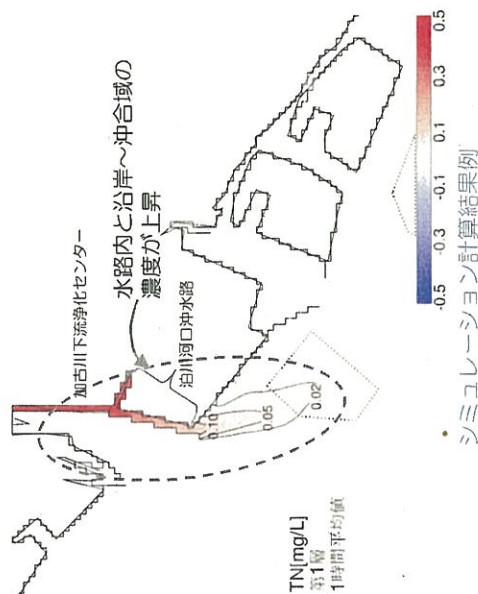 加古川下流浄化センター
水路内と沿岸～沖合域の
濃度が上昇
泊川河口沖水路
0.10
0.05
0.02
TN[mg/L]
第1層
1時間平均値
-0.5 -0.3 -0.1 0.1 0.3 0.5
シミュレーション計算結果例